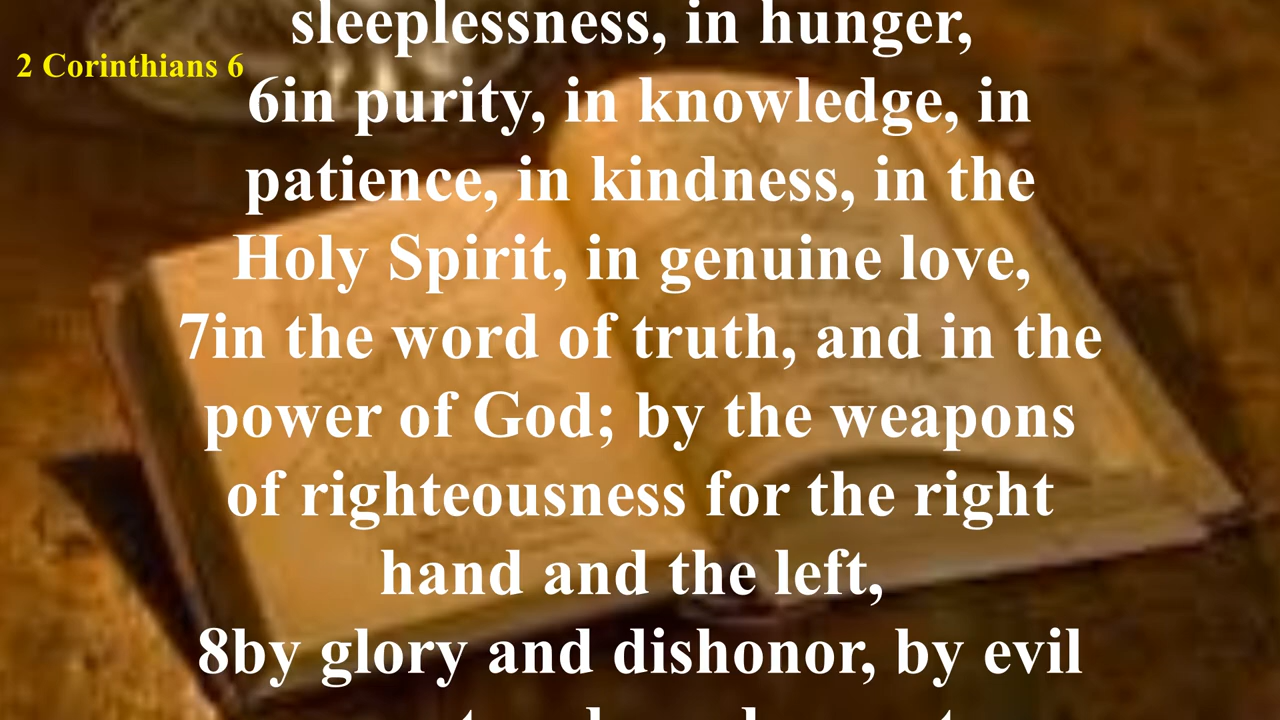 sleeplessness, in hunger,
2 Corinthians 6
6in purity, in knowledge, in
patience, in kindness, in the
Holy Spirit, in genuine love,
7in the word of truth, and in the
power of God; by the weapons
of righteousness for the right
hand and the left,
8by glory and dishonor, by evil